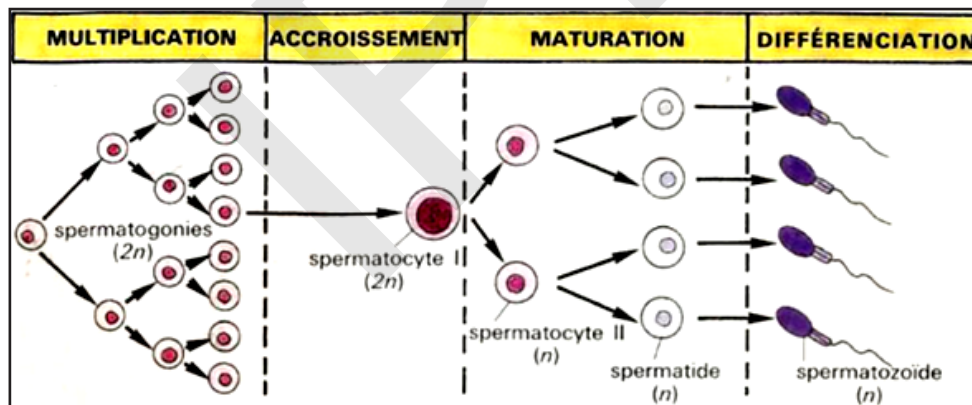 MULTIPLICATION ACCROISSEMENT MATURATION DIFFÉRENCIATION
spermatogonies
(2n)
spermatocyte I
(2n)
spermatocyte II
(n)
spermatide
(n)
spermatozoïde
(n)